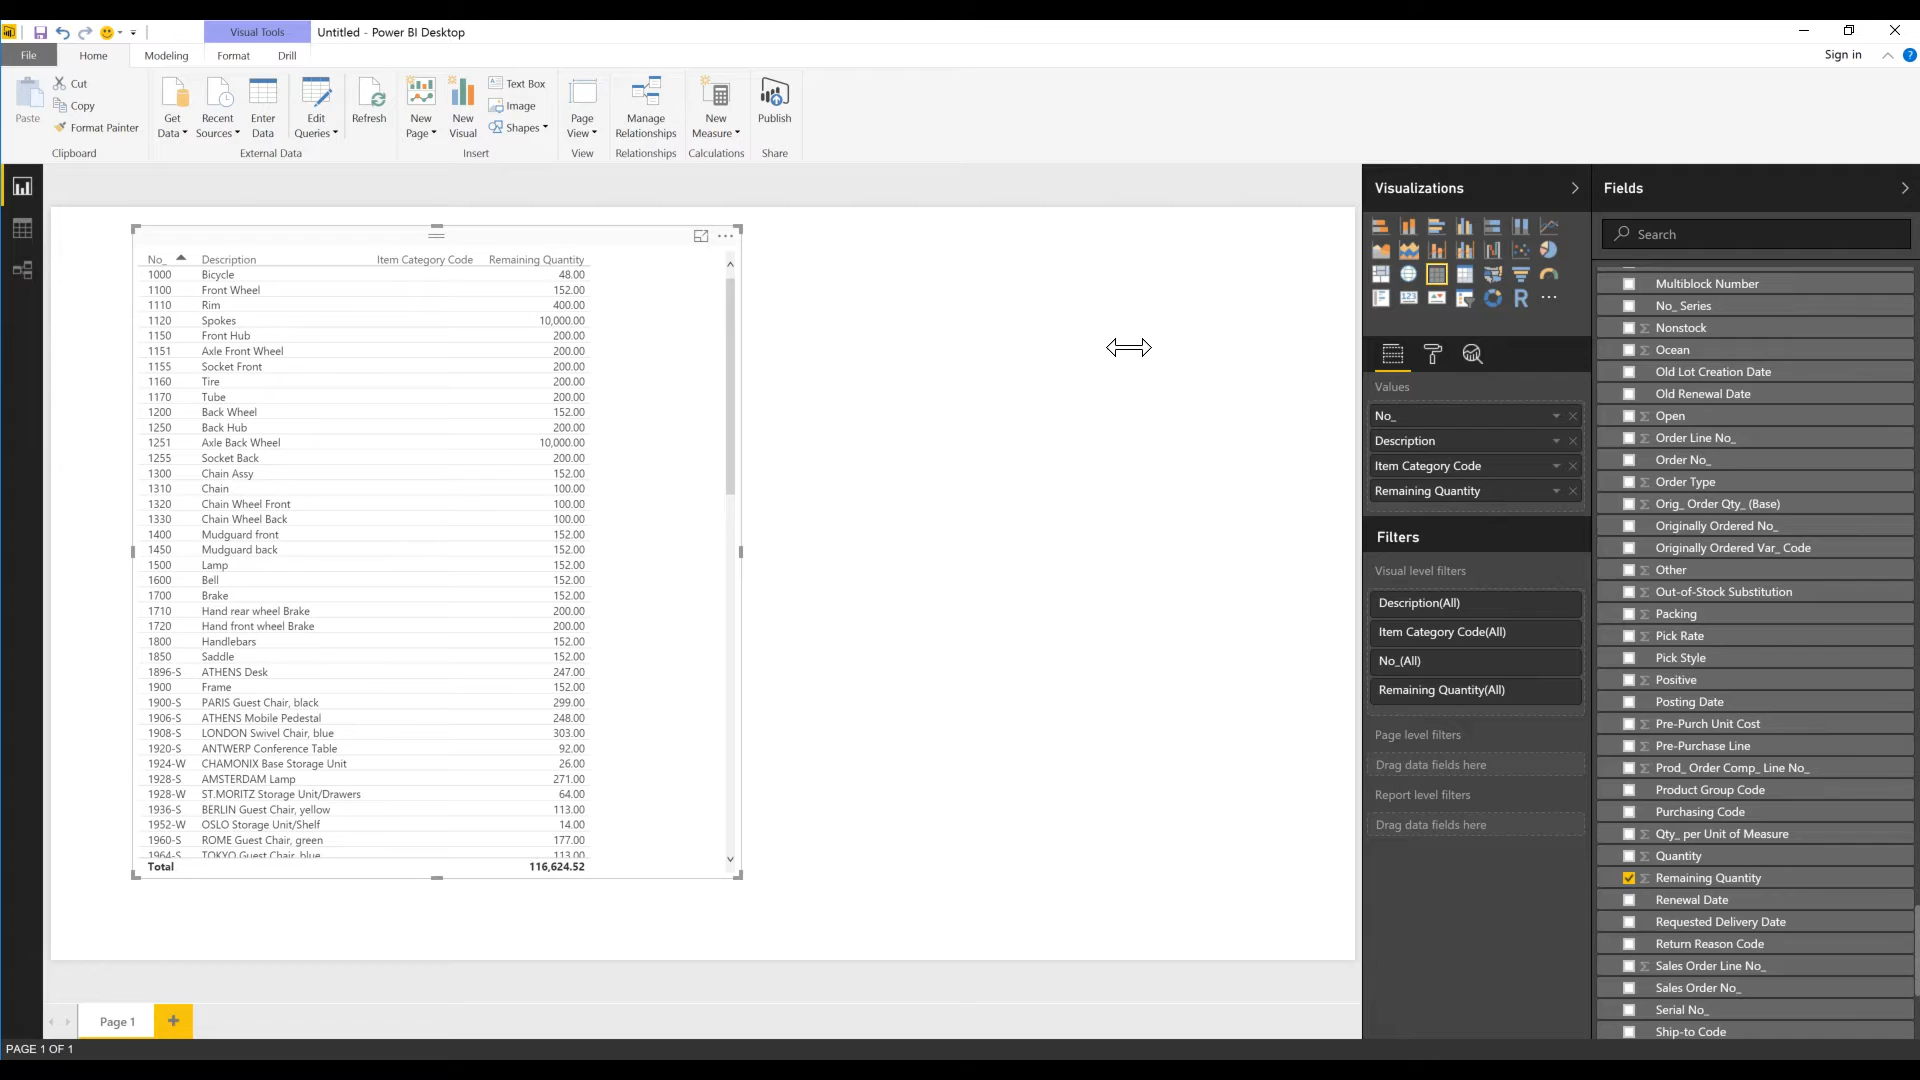 Visual Tools
Untitled - Power BI Desktop
File
Home
Modeling
Format
Drill
Sign in
Paste
Cut
Copy
Format Painter
Clipboard
Get Data
Recent Sources
Enter Data
Edit Queries
Refresh
External Data
New Page
New Visual
Text Box
Image
Shapes
Insert
Page View
View
Manage Relationships
Relationships
New Measure
Calculations
Publish
Share
No_ Description Item Category Code Remaining Quantity
1000 Bicycle 48.00
1100 Front Wheel 152.00
1110 Rim 400.00
1120 Spokes 10,000.00
1150 Front Hub 200.00
1151 Axle Front Wheel 200.00
1155 Socket Front 200.00
1160 Tire 200.00
1170 Tube 200.00
1200 Back Wheel 152.00
1250 Back Hub 200.00
1251 Axle Back Wheel 10,000.00
1255 Socket Back 200.00
1300 Chain Assy 152.00
1310 Chain 100.00
1320 Chain Wheel Front 100.00
1330 Chain Wheel Back 100.00
1400 Mudguard front 152.00
1450 Mudguard back 152.00
1500 Lamp 152.00
1600 Bell 152.00
1700 Brake 152.00
1710 Hand rear wheel Brake 200.00
1720 Hand front wheel Brake 200.00
1800 Handlebars 152.00
1850 Saddle 152.00
1896-S ATHENS Desk 247.00
1900 Frame 152.00
1900-S PARIS Guest Chair, black 299.00
1906-S ATHENS Mobile Pedestal 248.00
1908-S LONDON Swivel Chair, blue 303.00
1920-S ANTWERP Conference Table 92.00
1924-W CHAMONIX Base Storage Unit 26.00
1928-S AMSTERDAM Lamp 271.00
1928-W ST.MORITZ Storage Unit/Drawers 64.00
1936-S BERLIN Guest Chair, yellow 113.00
1952-W OSLO Storage Unit/Shelf 14.00
1960-S ROME Guest Chair, green 177.00
1964-S TOKYO Guest Chair, blue 113.00
Total 116,624.52
Visualizations
123
R
Values
No_
Description
Item Category Code
Remaining Quantity
Filters
Visual level filters
Description(All)
Item Category Code(All)
No_(All)
Remaining Quantity(All)
Page level filters
Drag data fields here
Report level filters
Drag data fields here
Fields
Search
Multiblock Number
No_ Series
Nonstock
Ocean
Old Lot Creation Date
Old Renewal Date
Open
Order Line No_
Order No_
Order Type
Orig_ Order Qty_ (Base)
Originally Ordered No_
Originally Ordered Var_ Code
Other
Out-of-Stock Substitution
Packing
Pick Rate
Pick Style
Positive
Posting Date
Pre-Purch Unit Cost
Pre-Purchase Line
Prod_ Order Comp_ Line No_
Product Group Code
Purchasing Code
Qty_ per Unit of Measure
Quantity
Remaining Quantity
Renewal Date
Requested Delivery Date
Return Reason Code
Sales Order Line No_
Sales Order No_
Serial No_
Ship-to Code
Page 1
PAGE 1 OF 1